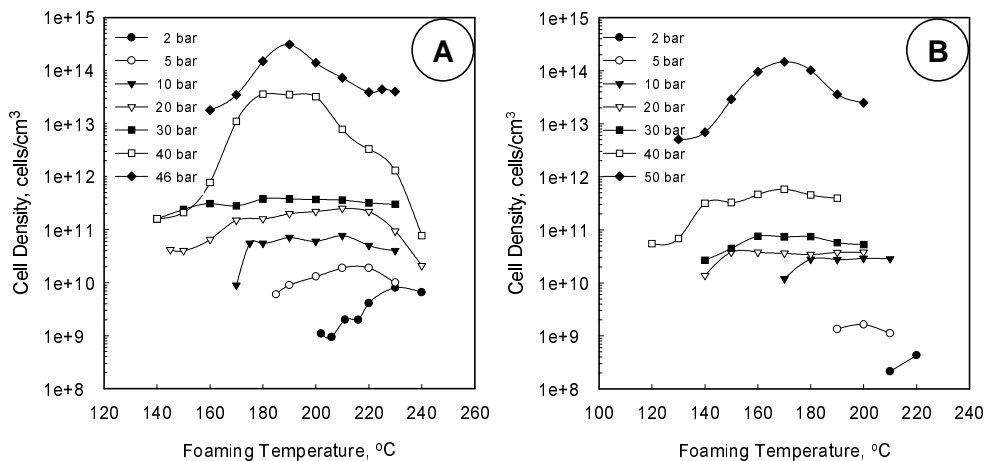 A
1e+15
1e+14
1e+13
1e+12
1e+11
1e+10
1e+9
1e+8
Cell Density, cells/cm³
2 bar
5 bar
10 bar
20 bar
30 bar
40 bar
46 bar
120 140 160 180 200 220 240 260
Foaming Temperature, ºC
B
1e+15
1e+14
1e+13
1e+12
1e+11
1e+10
1e+9
1e+8
Cell Density, cells/cm³
2 bar
5 bar
10 bar
20 bar
30 bar
40 bar
50 bar
100 120 140 160 180 200 220 240
Foaming Temperature, ºC